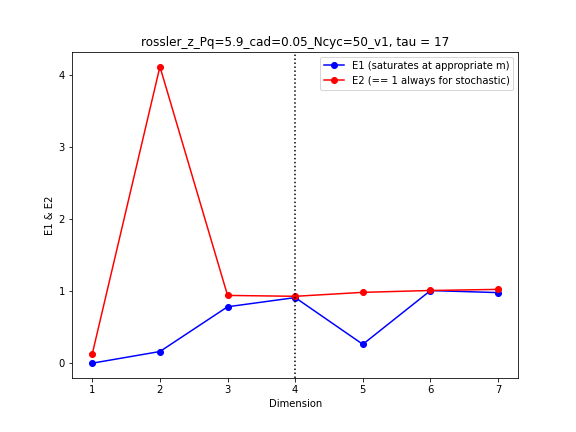 rossler_z_Pq=5.9_cad=0.05_Ncyc=50_v1, tau = 17
E1 (saturates at appropriate m)
E2 (== 1 always for stochastic)
4
3
2
1
0
E1 & E2
1 2 3 4 5 6 7
Dimension